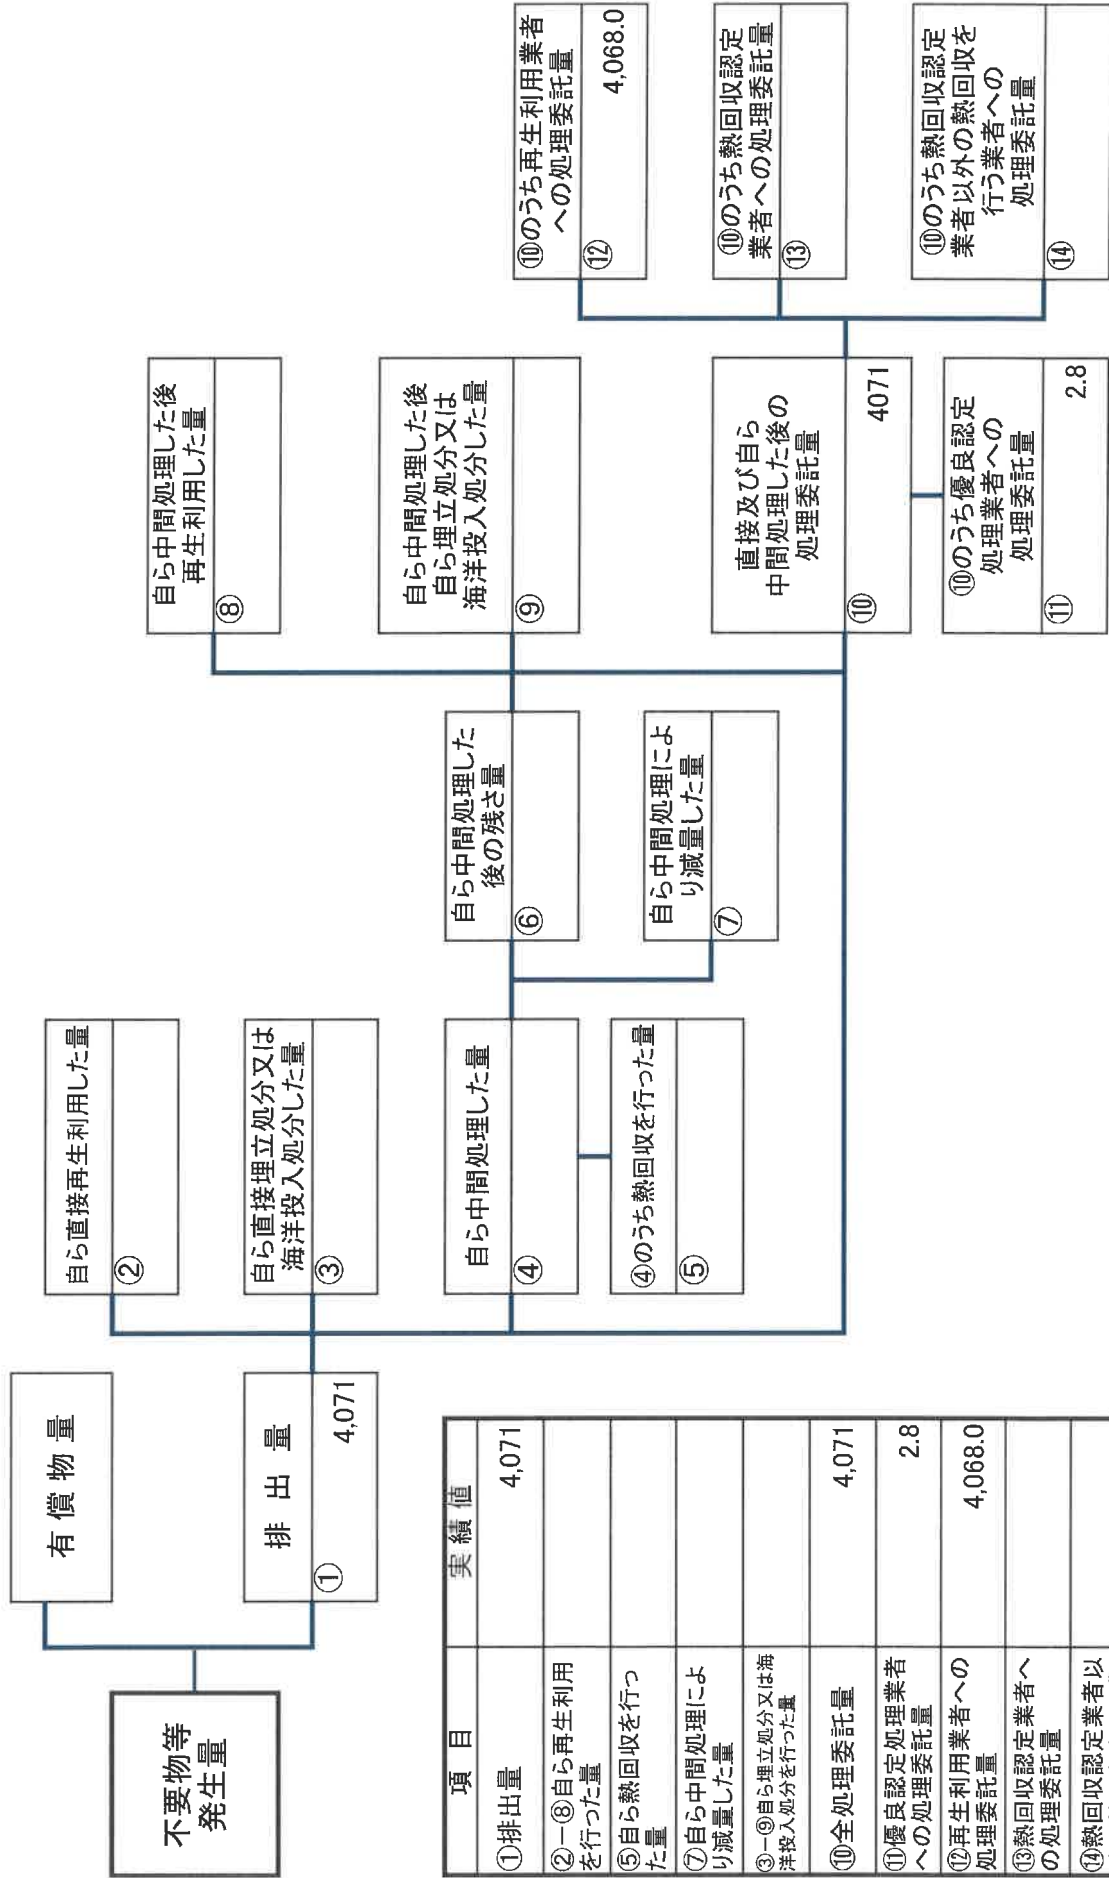 不要物等
発生量
有償物量
排出量
①
4,071
自ら直接再生利用した量
②
自ら直接埋立処分又は
海洋投入処分した量
③
自ら中間処理した量
④
④のうち熱回収を行った量
⑤
自ら中間処理した
後の残さ量
⑥
自ら中間処理によ
り減量した量
⑦
自ら中間処理した後
再生利用した量
⑧
自ら中間処理した後
自ら埋立処分又は
海洋投入処分した量
⑨
直接及び自ら
中間処理した後の
処理委託量
⑩
4071
⑩のうち優良認定
処理業者への
処理委託量
⑪
2.8
⑩のうち再生利用業者
への処理委託量
⑫
4,068.0
⑩のうち熱回収認定
業者への処理委託量
⑬
⑩のうち熱回収認定
業者以外の熱回収を
行う業者への
処理委託量
⑭
項目 実績値
①排出量 4,071
②－⑧自ら再生利用
を行った量
⑤自ら熱回収を行っ
た量
⑦自ら中間処理によ
り減量した量
③－⑨自ら埋立処分又は海
洋投入処分を行った量
⑩全処理委託量 4,071
⑪優良認定処理業者
への処理委託量 2.8
⑫再生利用業者への
処理委託量 4,068.0
⑬熱回収認定業者へ
の処理委託量
⑭熱回収認定業者以